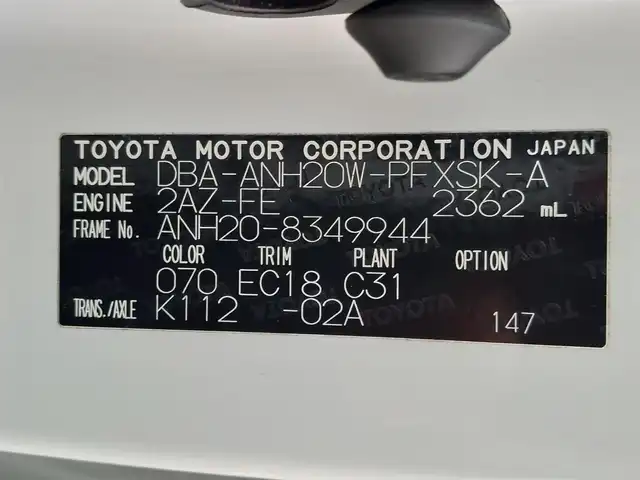 TOYOTA MOTOR CORPORATION JAPAN
MODEL DBA-ANH20W-PFXSK-A
ENGINE 2AZ-FE 2362 mL
FRAME No. ANH20-8349944
COLOR TRIM PLANT OPTION
070 EC18 C31
TRANS./AXLE K112 -02A
147